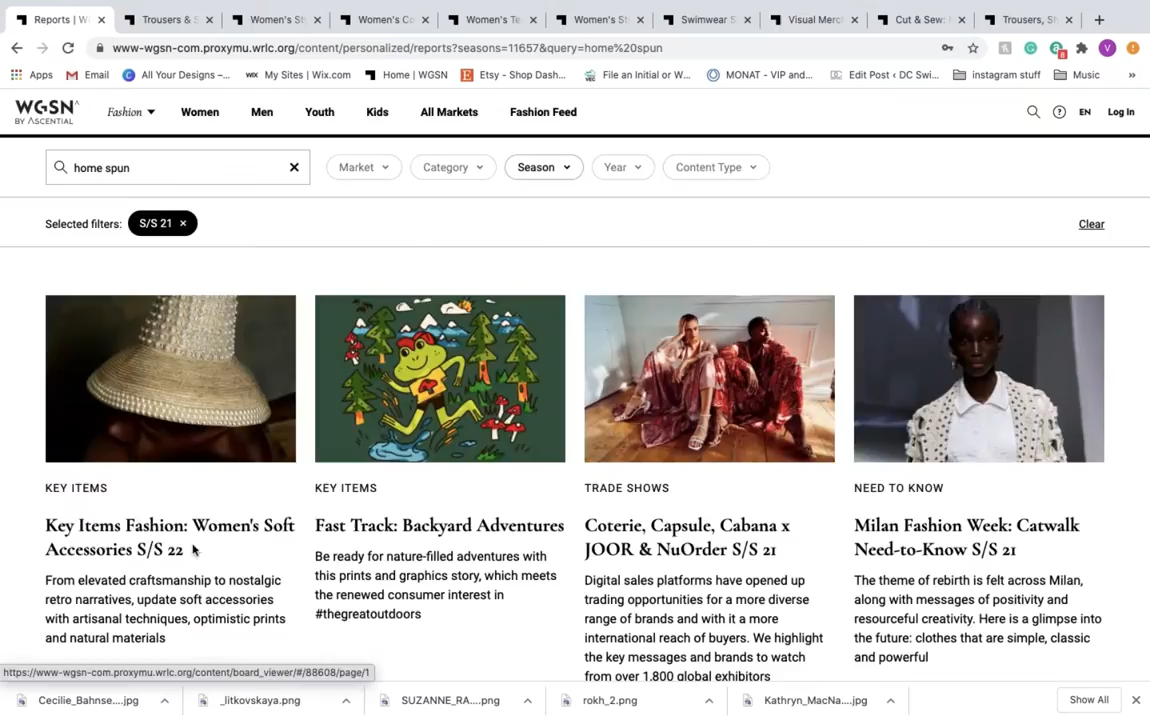 Reports | W
Trousers & S
Women's St
Women's Co
Women's Te
Women's St
Swimwear S
Visual Merc
Cut & Sew:
Trousers, Sh
www-wgsn-com.proxymu.wrlc.org/content/personalized/reports?seasons=11657&query=home%20spun
Apps
Email
All Your Designs –...
WIX My Sites | Wix.com
Home | WGSN
Etsy - Shop Dash...
File an Initial or W...
MONAT - VIP and...
Edit Post ‹ DC Swi...
instagram stuff
Music
»
WGSN
BY ASCENTIAL
Fashion
Women
Men
Youth
Kids
All Markets
Fashion Feed
EN
Log In
home spun
Market
Category
Season
Year
Content Type
Selected filters:
S/S 21 ×
Clear
KEY ITEMS
Key Items Fashion: Women's Soft
Accessories S/S 22
From elevated craftsmanship to nostalgic
retro narratives, update soft accessories
with artisanal techniques, optimistic prints
and natural materials
KEY ITEMS
Fast Track: Backyard Adventures
Be ready for nature-filled adventures with
this prints and graphics story, which meets
the renewed consumer interest in
#thegreatoutdoors
TRADE SHOWS
Coterie, Capsule, Cabana x
JOOR & NuOrder S/S 21
Digital sales platforms have opened up
trading opportunities for a more diverse
range of brands and with it a more
international reach of buyers. We highlight
the key messages and brands to watch
from over 1,800 global exhibitors
NEED TO KNOW
Milan Fashion Week: Catwalk
Need-to-Know S/S 21
The theme of rebirth is felt across Milan,
along with messages of positivity and
resourceful creativity. Here is a glimpse into
the future: clothes that are simple, classic
and powerful
https://www-wgsn-com.proxymu.wrlc.org/content/board_viewer/#/88608/page/1
Cecilie_Bahnse....jpg
_litkovskaya.png
SUZANNE_RA....png
rokh_2.png
Kathryn_MacNa....jpg
Show All